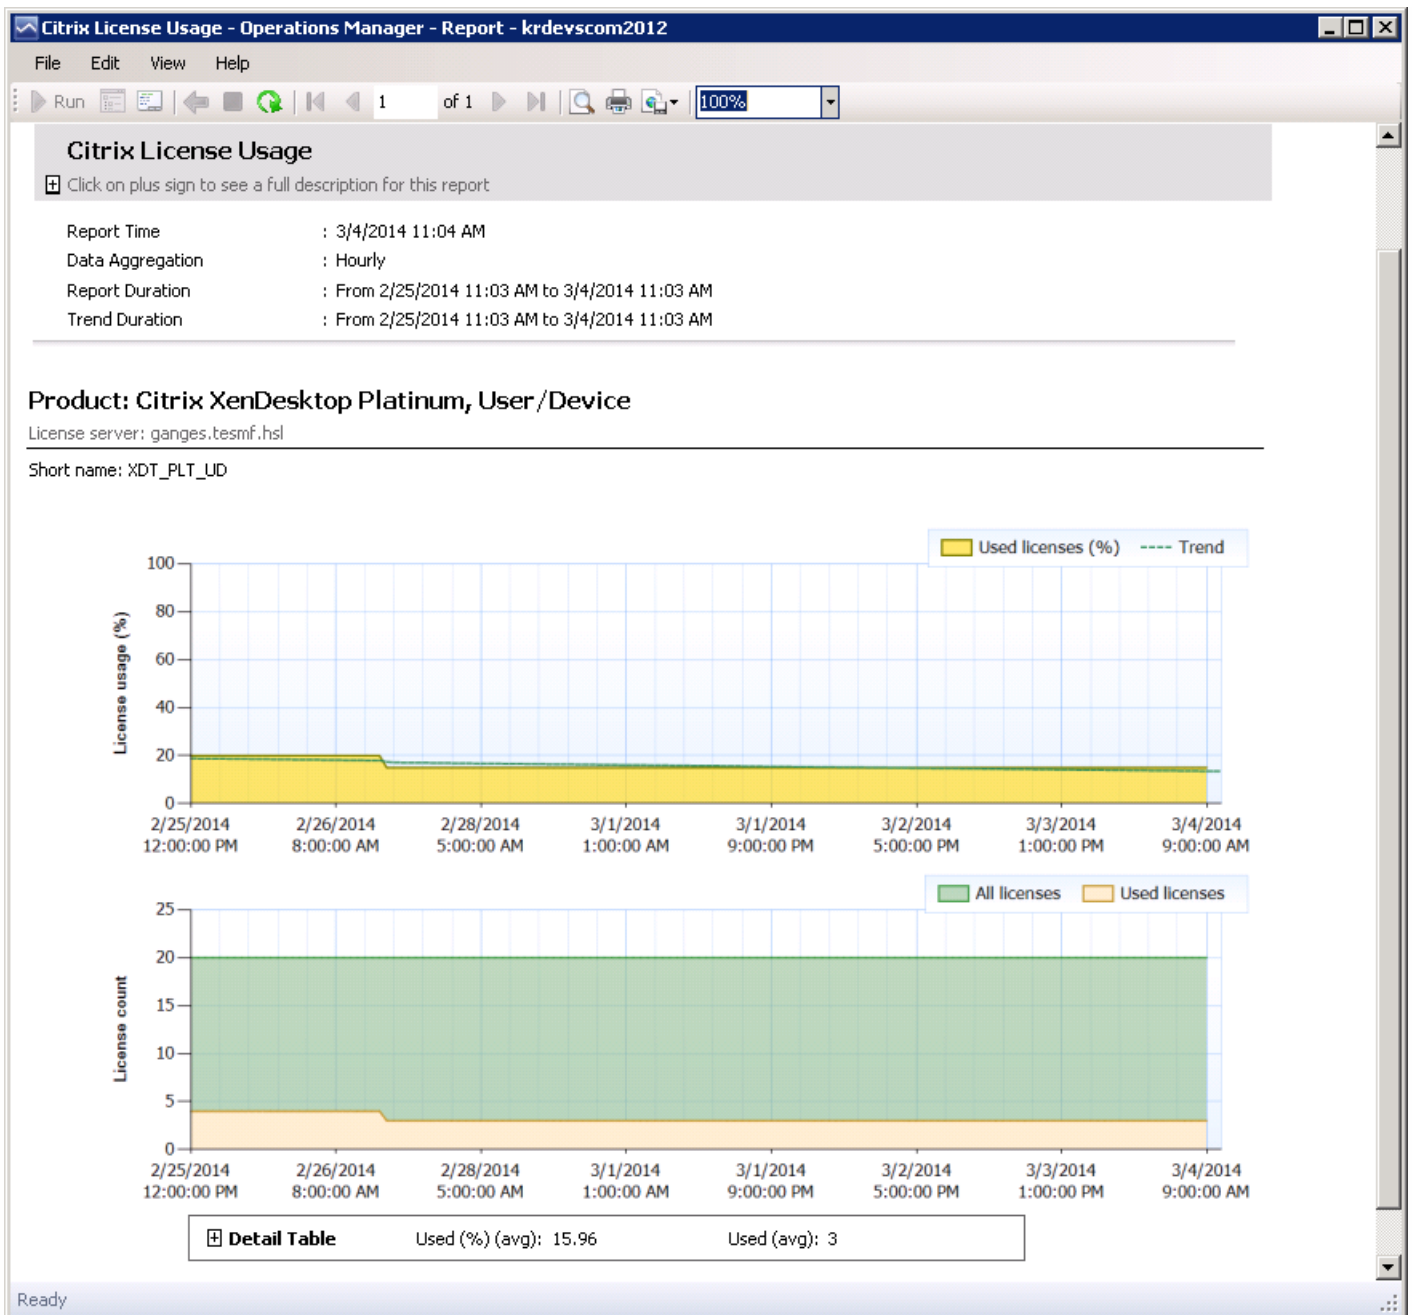 Citrix License Usage - Operations Manager - Report - krdevscom2012
File Edit View Help
Run 1 of 1 100%
Citrix License Usage
Click on plus sign to see a full description for this report
Report Time : 3/4/2014 11:04 AM
Data Aggregation : Hourly
Report Duration : From 2/25/2014 11:03 AM to 3/4/2014 11:03 AM
Trend Duration : From 2/25/2014 11:03 AM to 3/4/2014 11:03 AM
Product: Citrix XenDesktop Platinum, User/Device
License server: ganges.tesmf.hsl
Short name: XDT_PLT_UD
Used licenses (%) ---- Trend
License usage (%)
100
80
60
40
20
0
2/25/2014 2/26/2014 2/28/2014 3/1/2014 3/1/2014 3/2/2014 3/3/2014 3/4/2014
12:00:00 PM 8:00:00 AM 5:00:00 AM 1:00:00 AM 9:00:00 PM 5:00:00 PM 1:00:00 PM 9:00:00 AM
All licenses Used licenses
License count
25
20
15
10
5
0
2/25/2014 2/26/2014 2/28/2014 3/1/2014 3/1/2014 3/2/2014 3/3/2014 3/4/2014
12:00:00 PM 8:00:00 AM 5:00:00 AM 1:00:00 AM 9:00:00 PM 5:00:00 PM 1:00:00 PM 9:00:00 AM
Detail Table Used (%) (avg): 15.96 Used (avg): 3
Ready